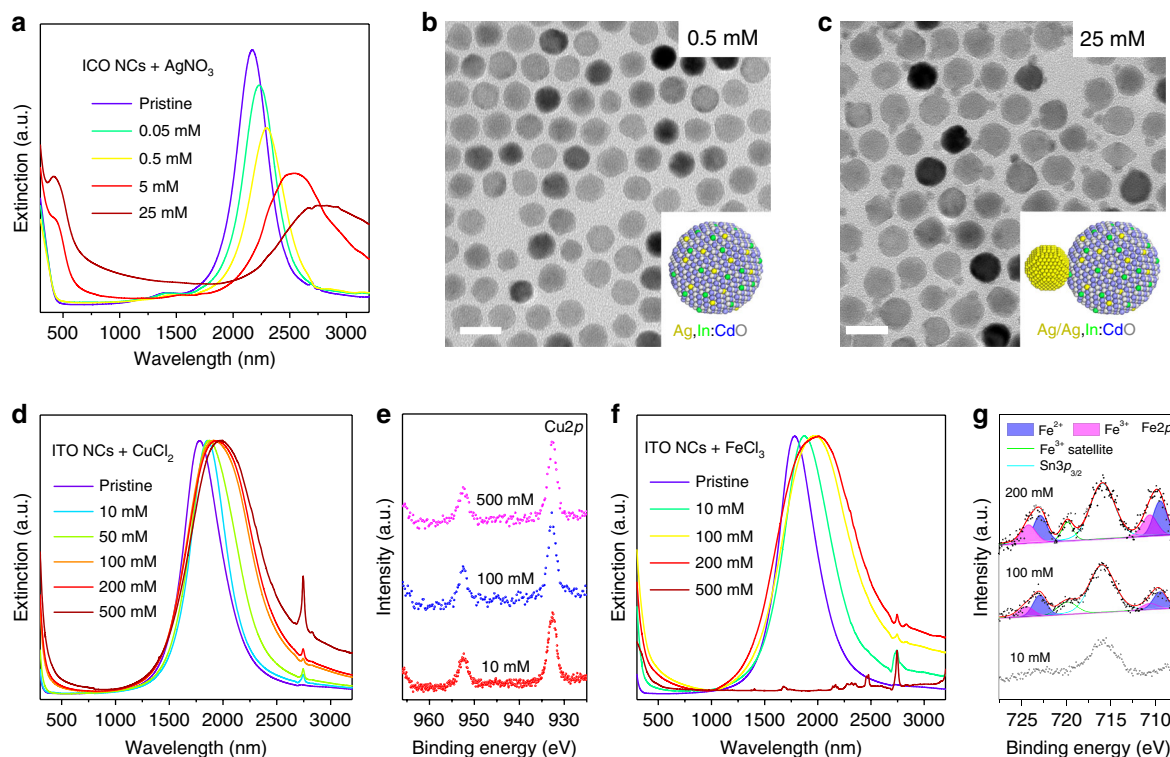 a
ICO NCs + AgNO3
Pristine
0.05 mM
0.5 mM
5 mM
25 mM
Extinction (a.u.)
500 1000 1500 2000 2500 3000
Wavelength (nm)
b
0.5 mM
Ag,In:CdO
c
25 mM
Ag/Ag,In:CdO
d
ITO NCs + CuCl2
Pristine
10 mM
50 mM
100 mM
200 mM
500 mM
Extinction (a.u.)
500 1000 1500 2000 2500 3000
Wavelength (nm)
e
Cu2p
500 mM
100 mM
10 mM
Intensity (a.u.)
960 950 940 930
Binding energy (eV)
f
ITO NCs + FeCl3
Pristine
10 mM
100 mM
200 mM
500 mM
Extinction (a.u.)
500 1000 1500 2000 2500 3000
Wavelength (nm)
g
Fe2+ Fe3+ Fe2p
Fe3+ satellite
Sn3p3/2
200 mM
100 mM
10 mM
Intensity (a.u.)
725 720 715 710
Binding energy (eV)